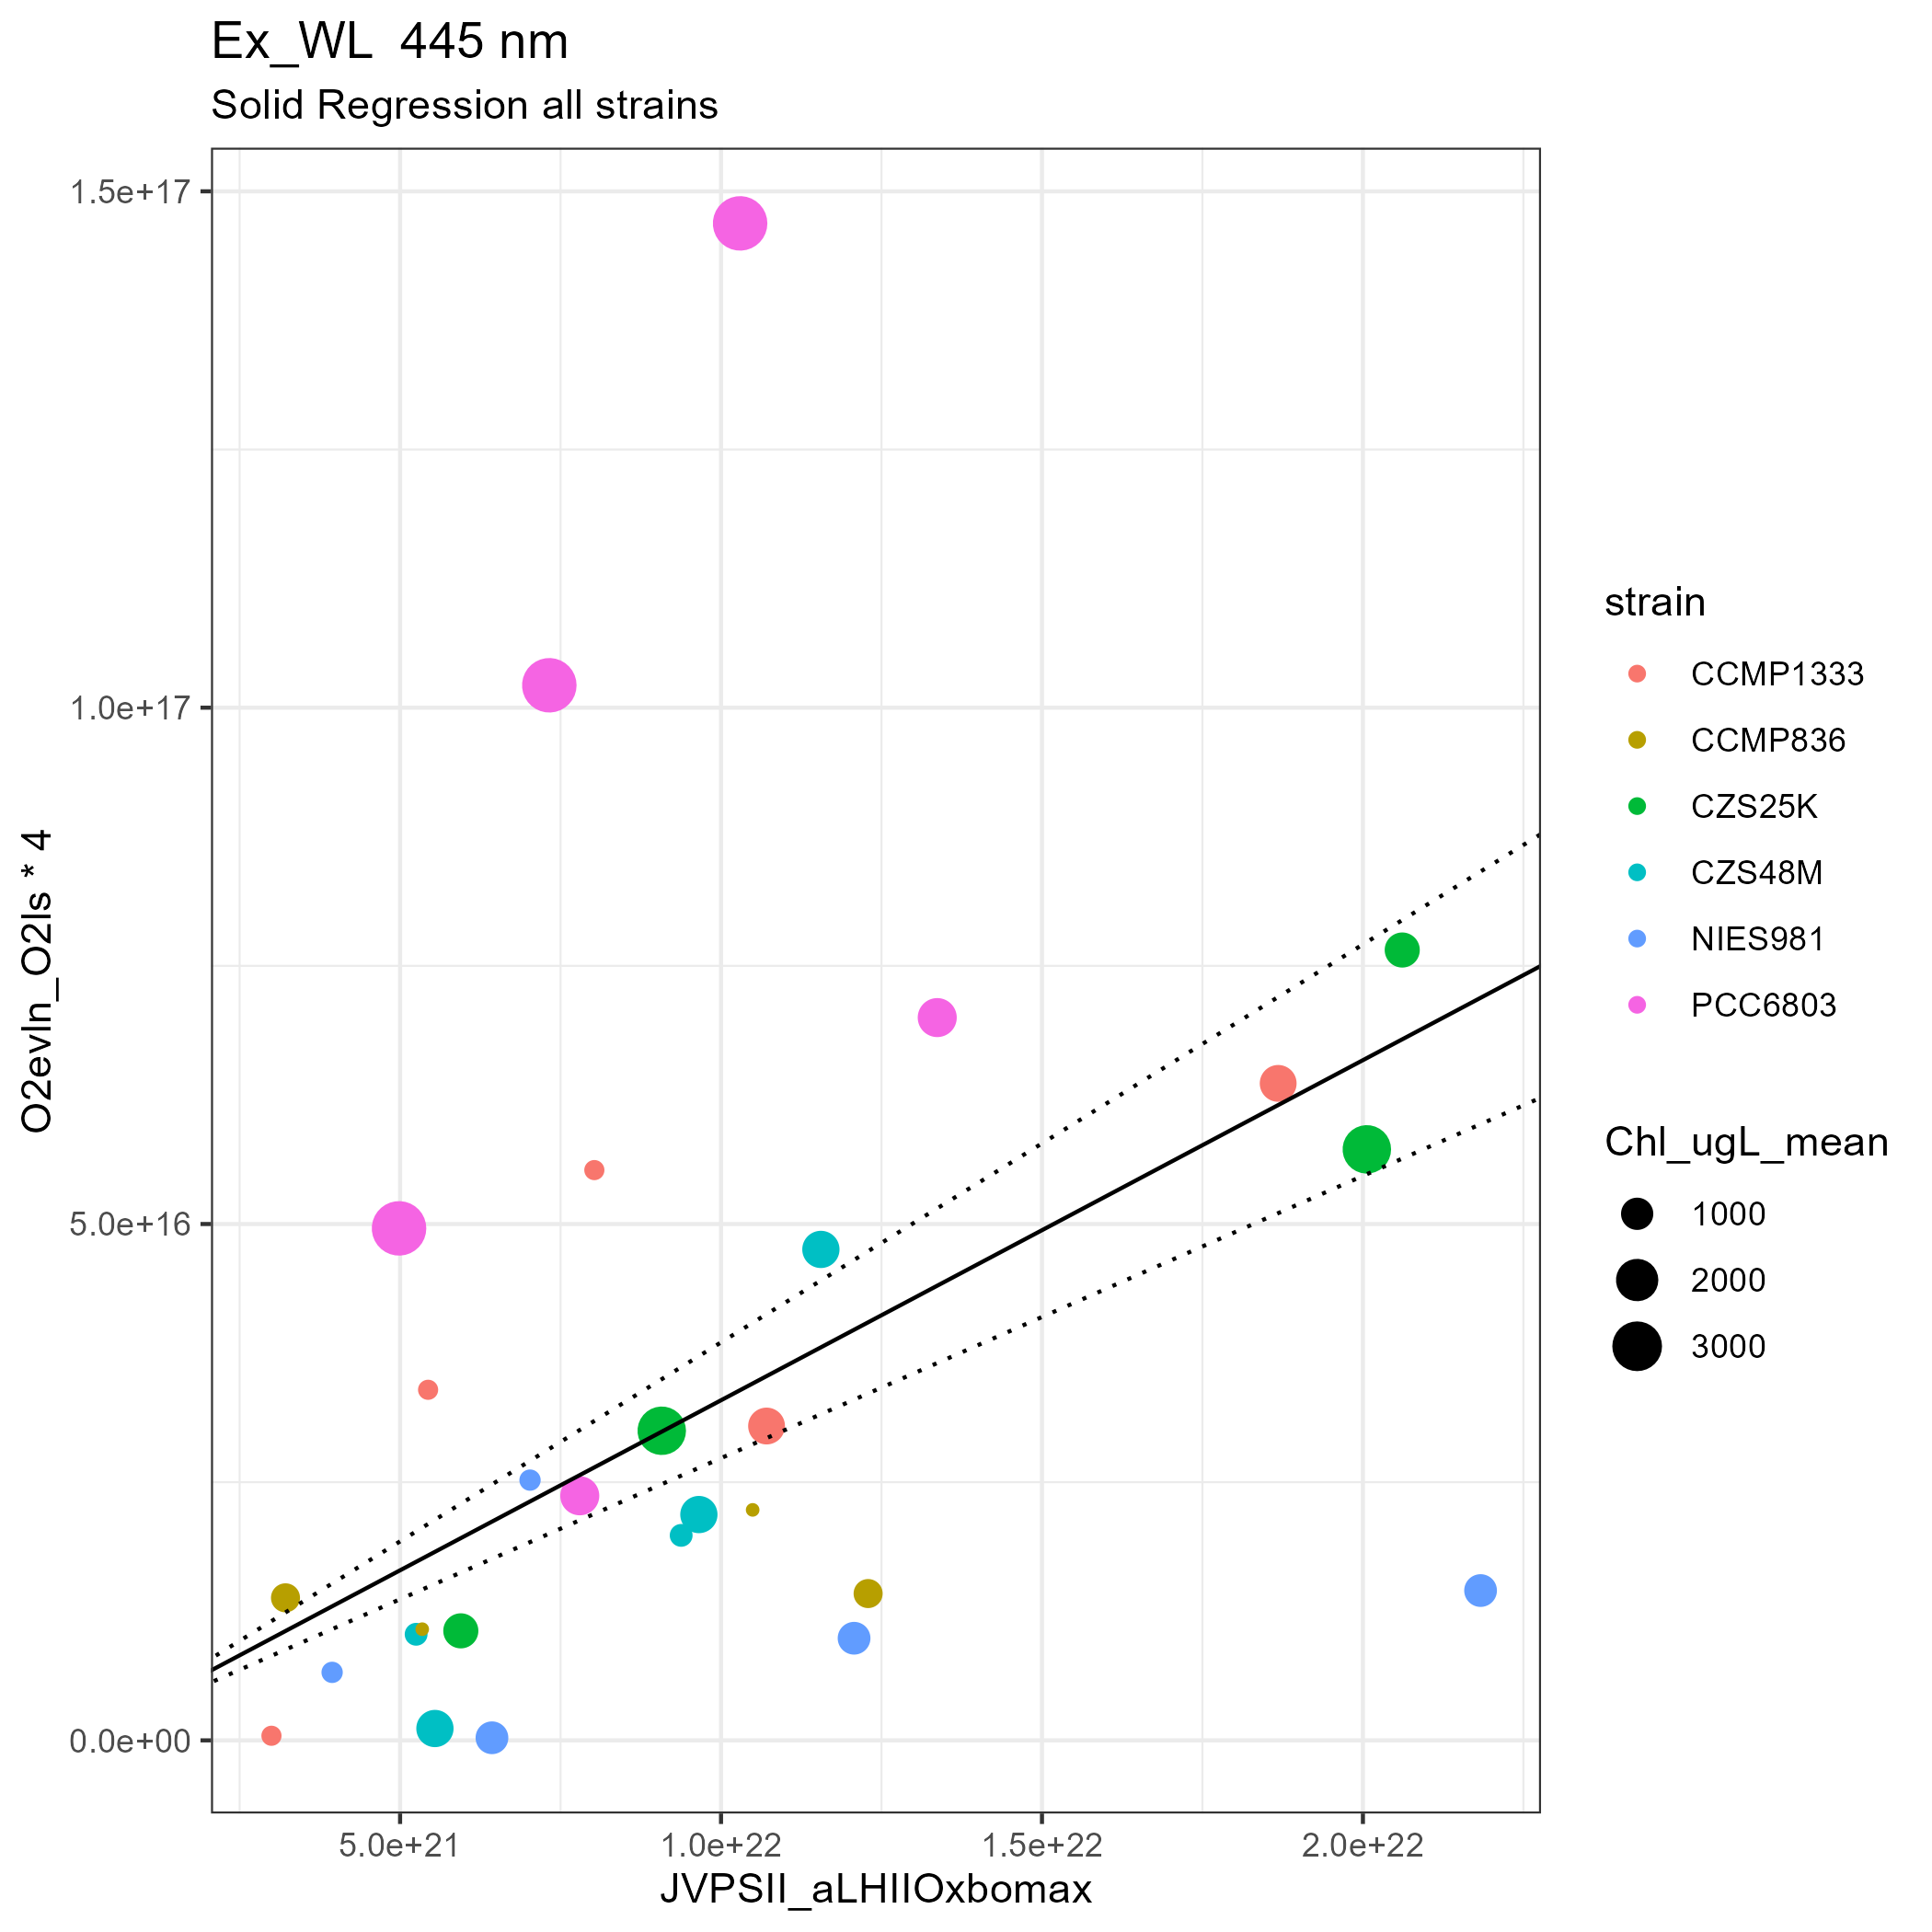 Ex_WL  445 nm
Solid Regression all strains
1.5e+17
1.0e+17
5.0e+16
0.0e+00
O2evIn_O2Is * 4
5.0e+21
1.0e+22
1.5e+22
2.0e+22
JVPSII_aLHIIOxbomax
strain
CCMP1333
CCMP836
CZS25K
CZS48M
NIES981
PCC6803
Chl_ugL_mean
1000
2000
3000